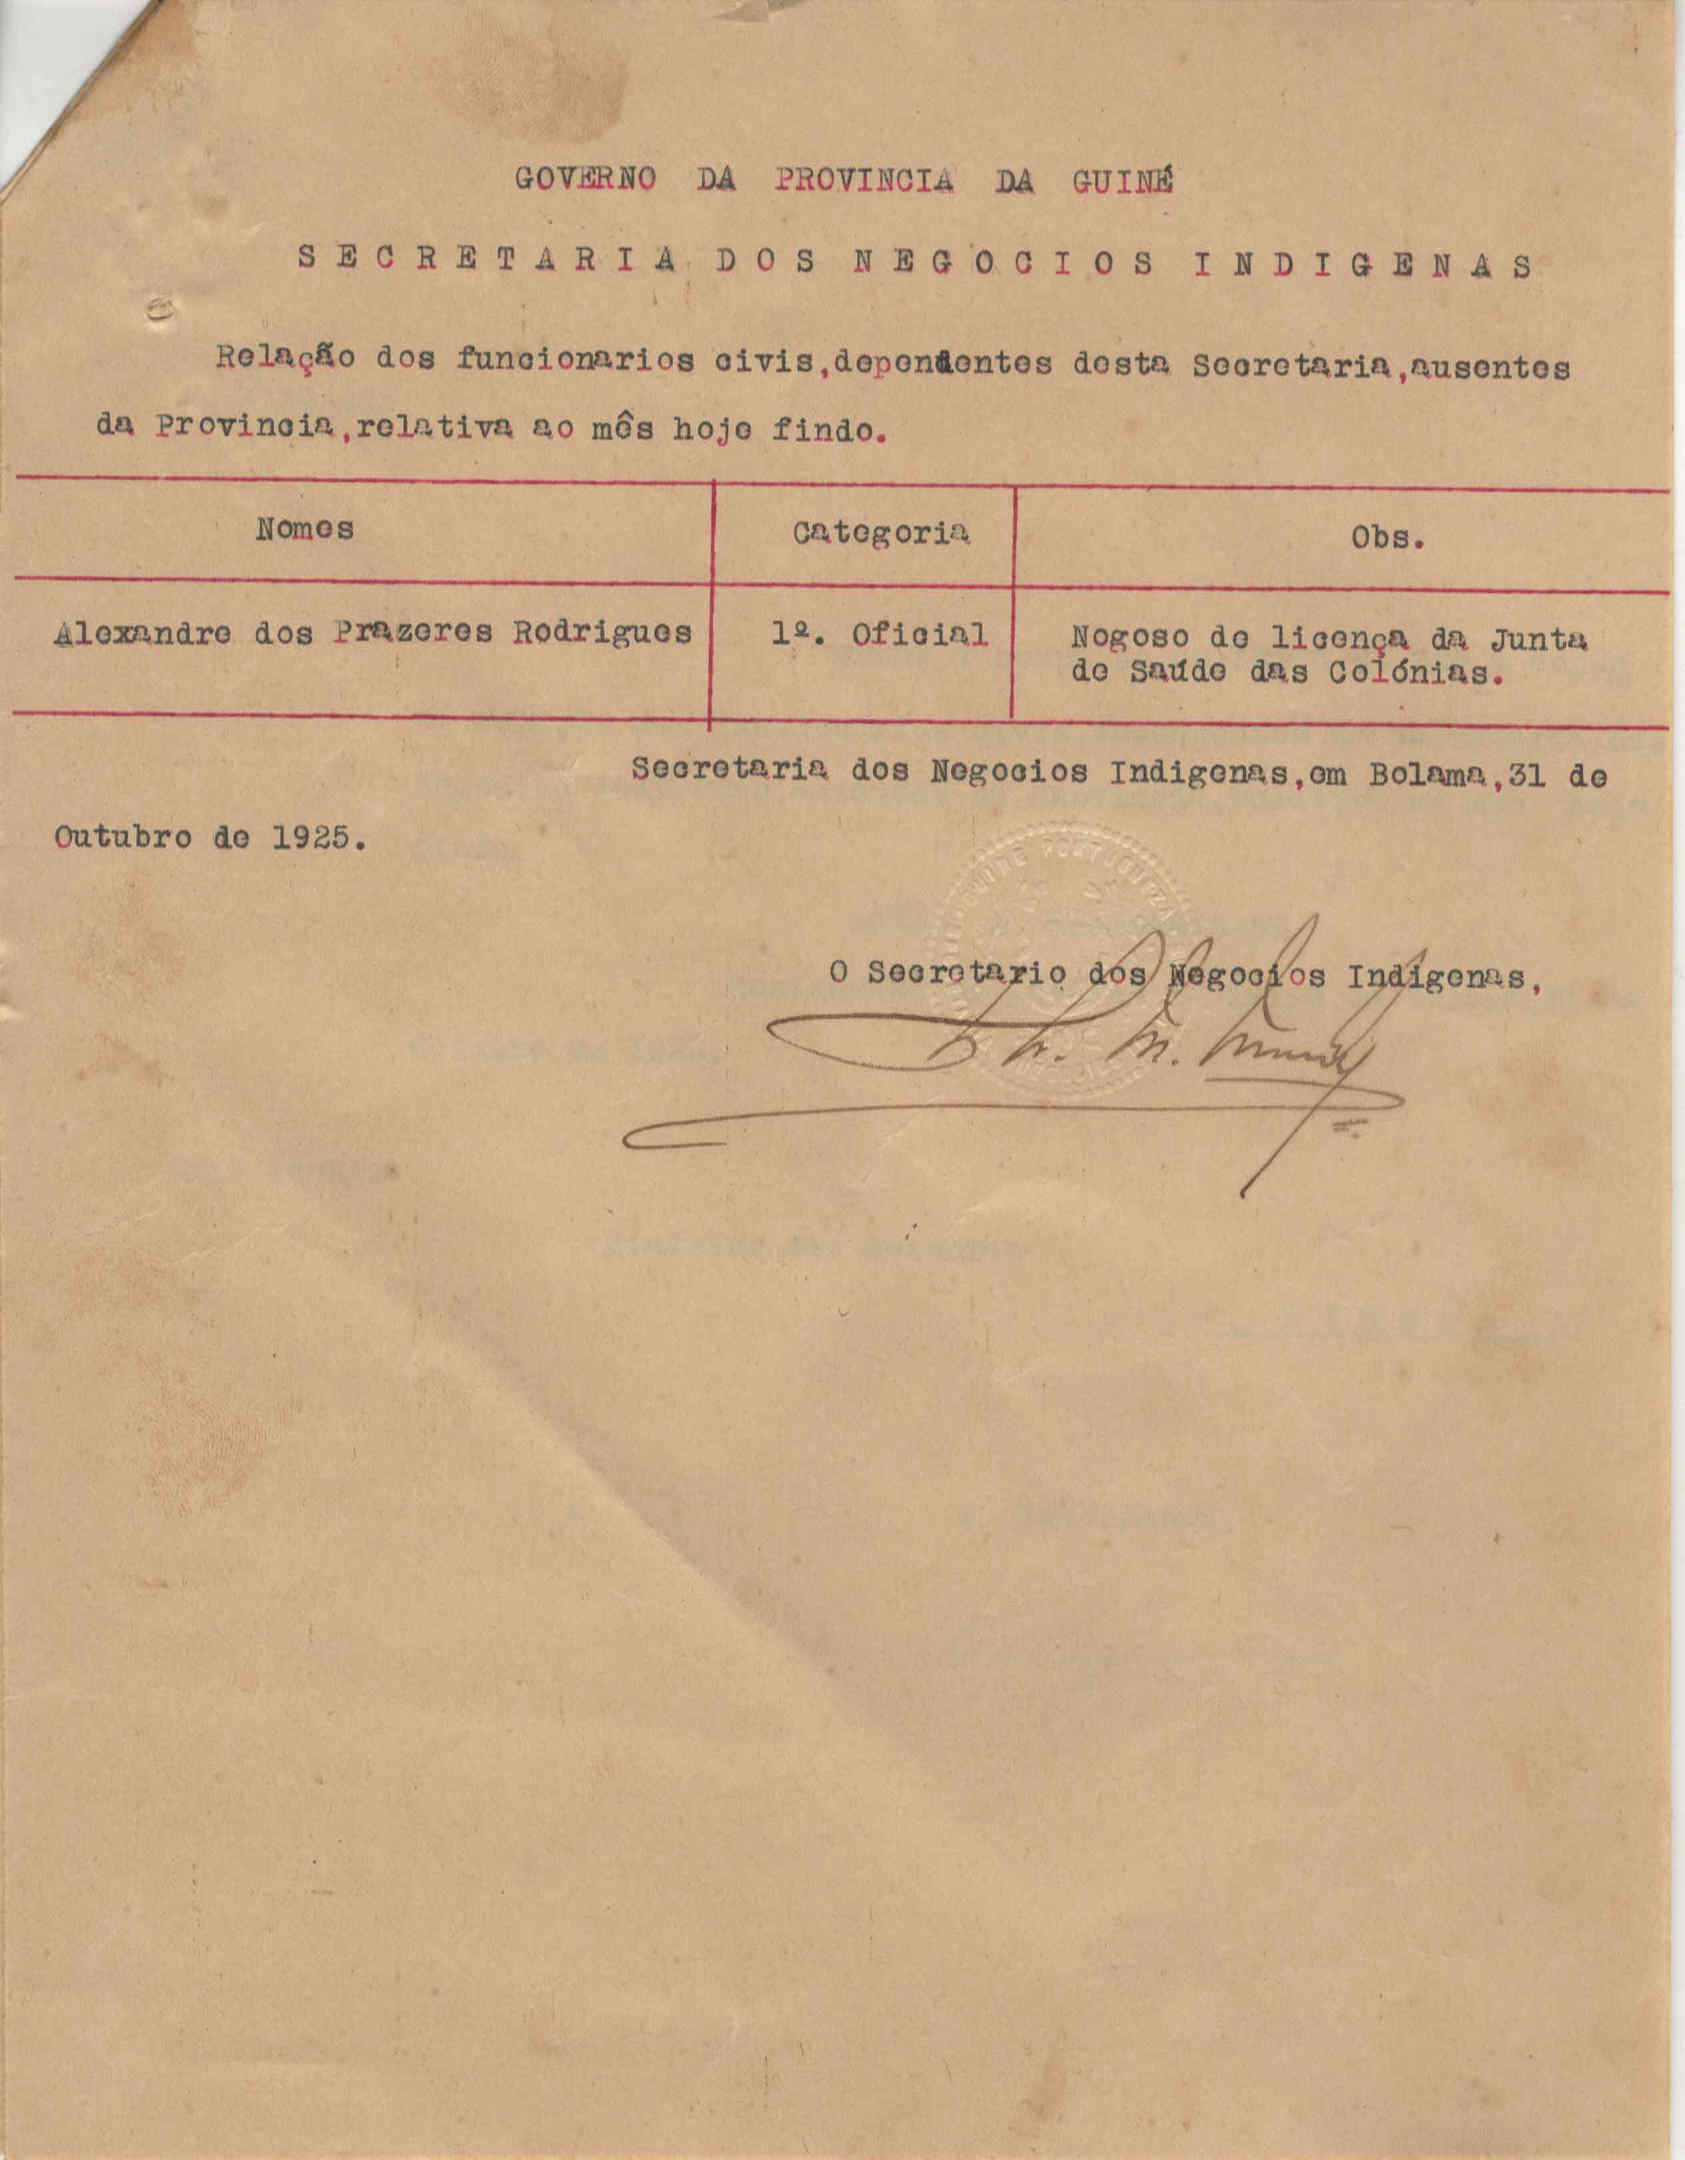 GOVERNO DA PROVINCIA DA GUINÉ
SECRETARIA DOS NEGOCIOS INDIGENAS
Relação dos funcionarios civis,dependentes desta Secretaria,ausentes
da Provincia,relativa ao mês hoje findo.
Nomes Categoria Obs.
Alexandre dos Prazeres Rodrigues 1º. Oficial Nogoso de licença da Junta
de Saúde das Colónias.
Secretaria dos Negocios Indigenas,em Bolama,31 de
Outubro de 1925.
GUINÉ PORTUGUEZA
O Secretario dos Negocios Indigenas,